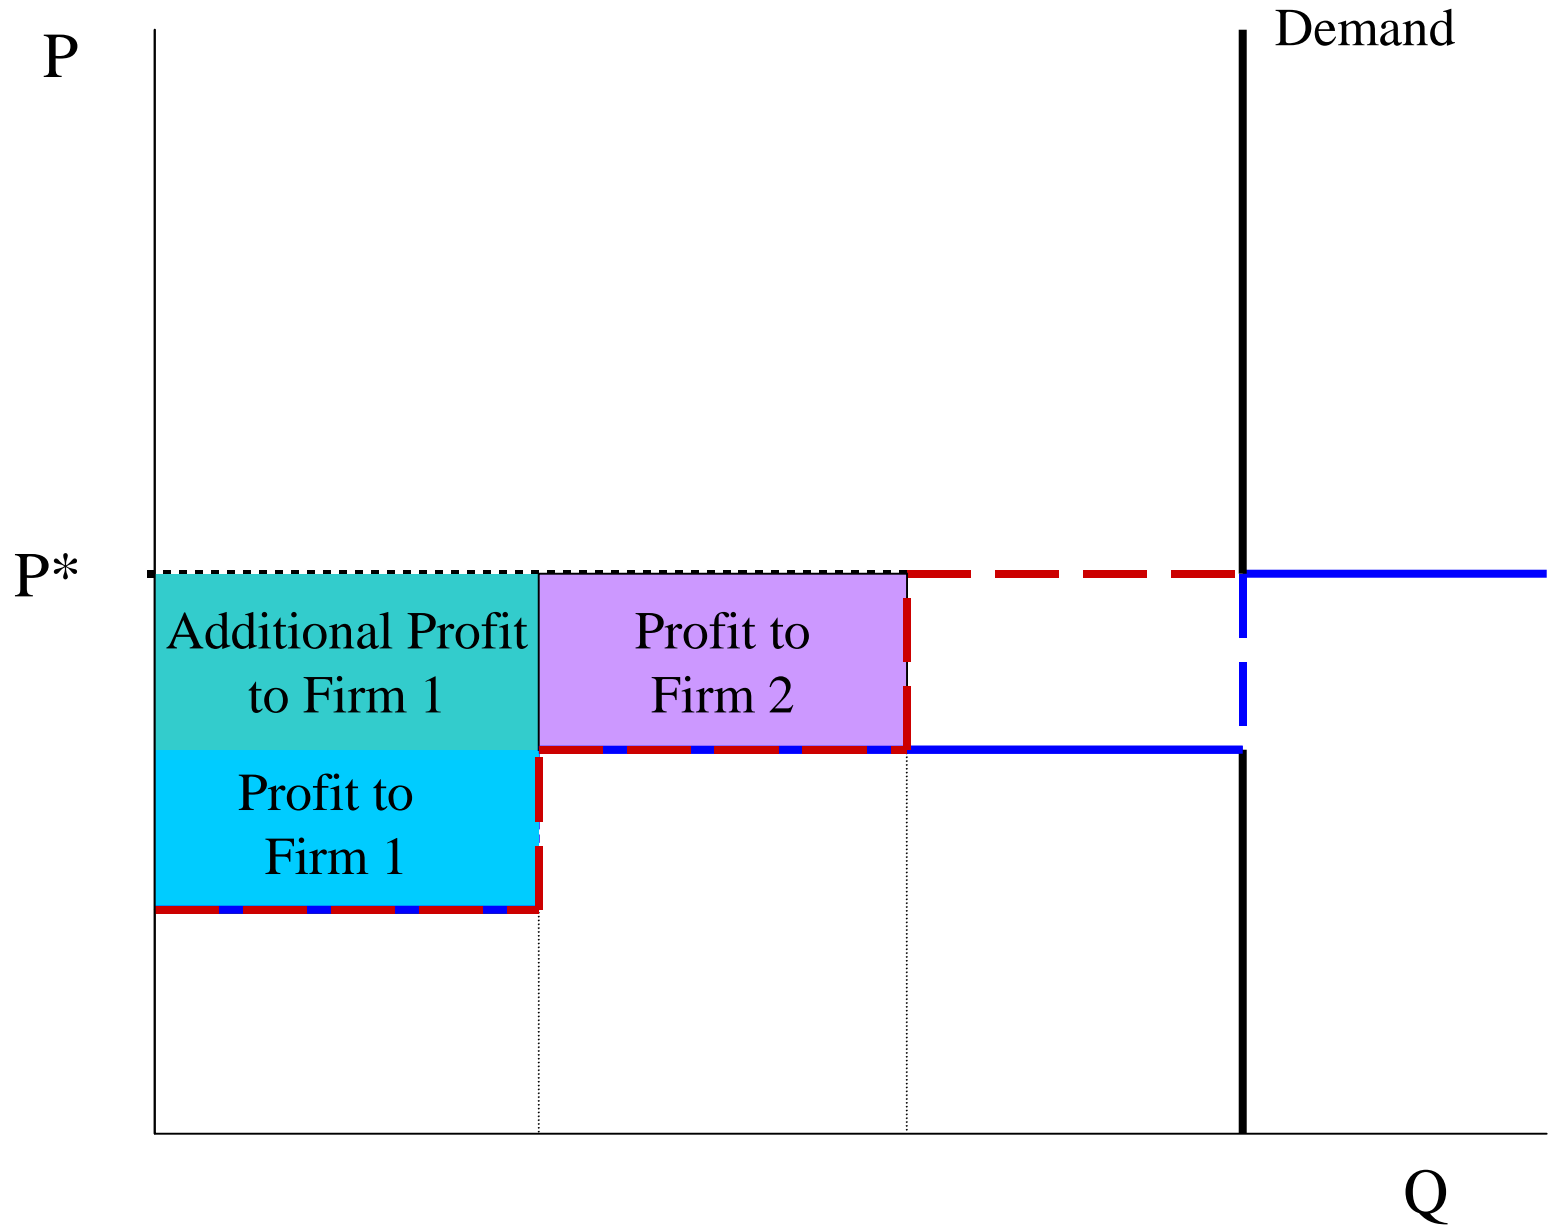 Demand
P
P*
Additional Profit
to Firm 1
Profit to
Firm 2
Profit to
Firm 1
Q